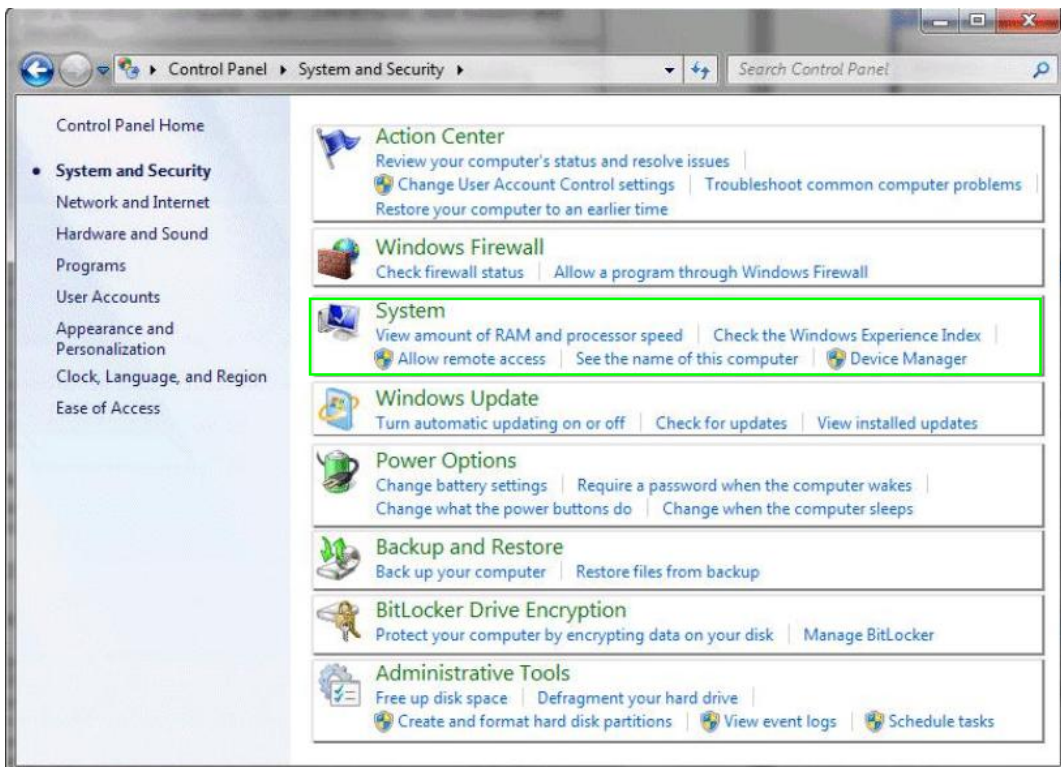 Control Panel ▸ System and Security ▸
Search Control Panel
Control Panel Home
System and Security
Network and Internet
Hardware and Sound
Programs
User Accounts
Appearance and
Personalization
Clock, Language, and Region
Ease of Access
Action Center
Review your computer's status and resolve issues
Change User Account Control settings
Troubleshoot common computer problems
Restore your computer to an earlier time
Windows Firewall
Check firewall status
Allow a program through Windows Firewall
System
View amount of RAM and processor speed
Check the Windows Experience Index
Allow remote access
See the name of this computer
Device Manager
Windows Update
Turn automatic updating on or off
Check for updates
View installed updates
Power Options
Change battery settings
Require a password when the computer wakes
Change what the power buttons do
Change when the computer sleeps
Backup and Restore
Back up your computer
Restore files from backup
BitLocker Drive Encryption
Protect your computer by encrypting data on your disk
Manage BitLocker
Administrative Tools
Free up disk space
Defragment your hard drive
Create and format hard disk partitions
View event logs
Schedule tasks